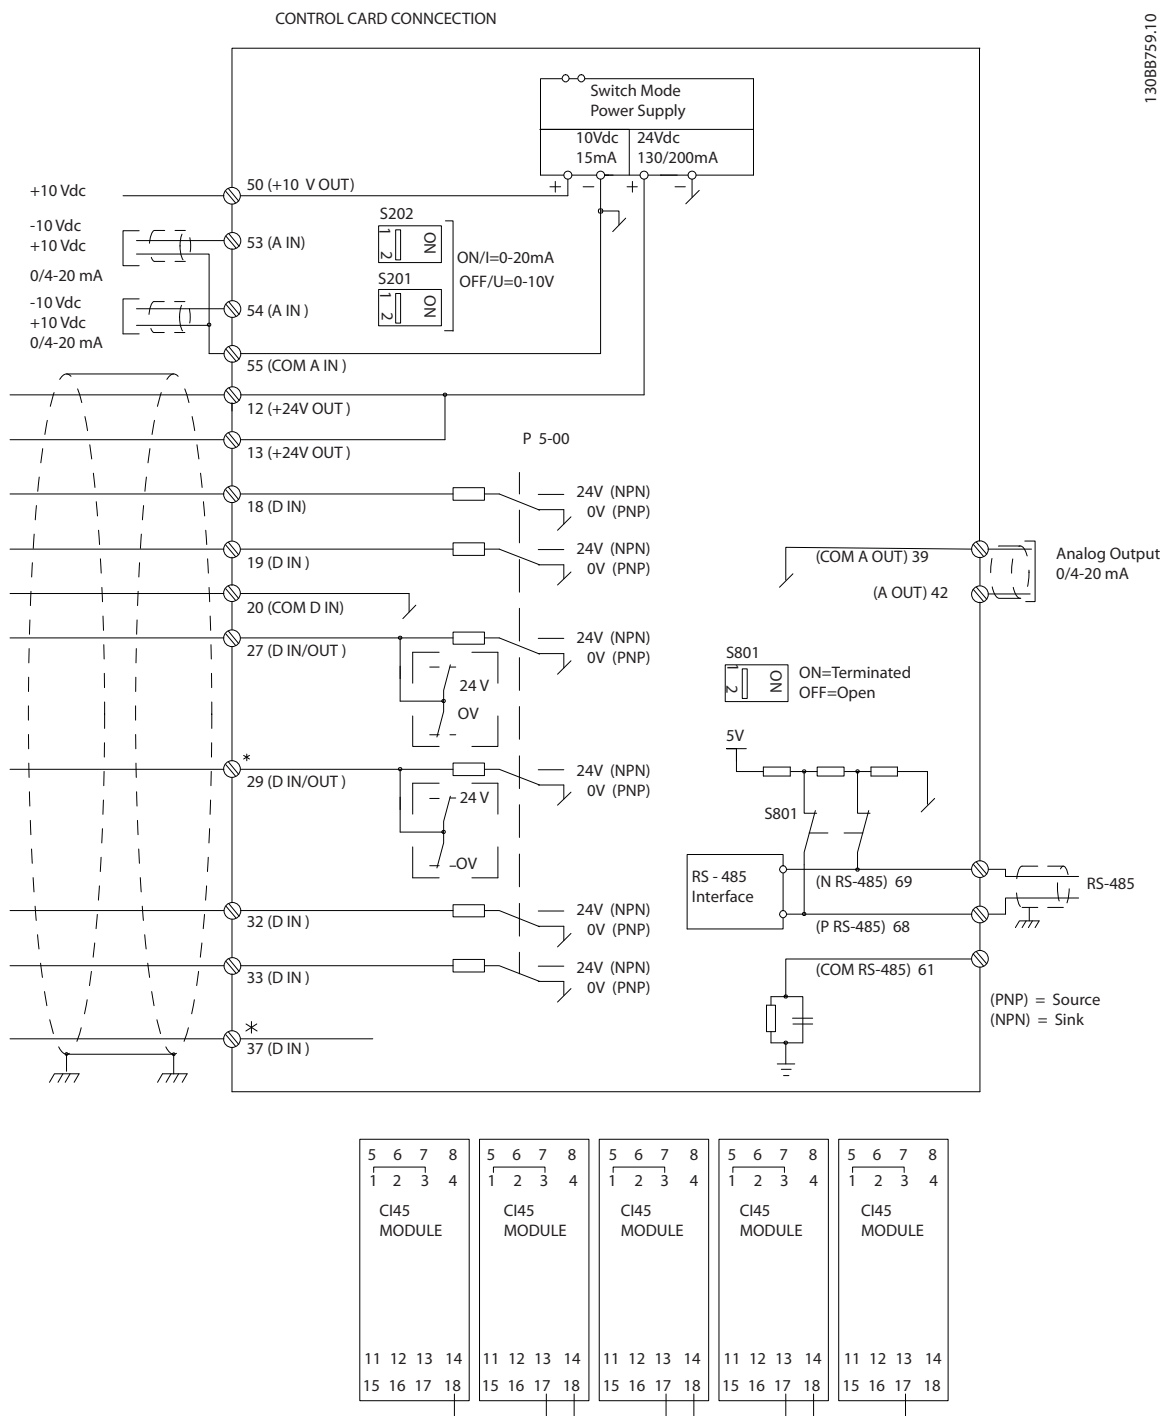 CONTROL CARD CONNCECTION
130BB759.10
Switch Mode
Power Supply
10Vdc
15mA
24Vdc
130/200mA
+ − + −
+10 Vdc
50 (+10 V OUT)
-10 Vdc
+10 Vdc
0/4-20 mA
53 (A IN)
S202
1
2
ON
ON/I=0-20mA
OFF/U=0-10V
S201
1
2
ON
-10 Vdc
+10 Vdc
0/4-20 mA
54 (A IN )
55 (COM A IN )
12 (+24V OUT )
13 (+24V OUT )
P 5-00
18 (D IN)
24V (NPN)
0V (PNP)
19 (D IN )
24V (NPN)
0V (PNP)
(COM A OUT) 39
Analog Output
0/4-20 mA
(A OUT) 42
20 (COM D IN)
27 (D IN/OUT )
24V (NPN)
0V (PNP)
24 V
OV
S801
1
2
ON
ON=Terminated
OFF=Open
5V
*
29 (D IN/OUT )
24V (NPN)
0V (PNP)
24 V
OV
S801
RS - 485
Interface
(N RS-485) 69
RS-485
(P RS-485) 68
32 (D IN )
24V (NPN)
0V (PNP)
(COM RS-485) 61
33 (D IN )
24V (NPN)
0V (PNP)
(PNP) = Source
(NPN) = Sink
*
37 (D IN )
5 6 7 8
1 2 3 4
CI45
MODULE
11 12 13 14
15 16 17 18
5 6 7 8
1 2 3 4
CI45
MODULE
11 12 13 14
15 16 17 18
5 6 7 8
1 2 3 4
CI45
MODULE
11 12 13 14
15 16 17 18
5 6 7 8
1 2 3 4
CI45
MODULE
11 12 13 14
15 16 17 18
5 6 7 8
1 2 3 4
CI45
MODULE
11 12 13 14
15 16 17 18